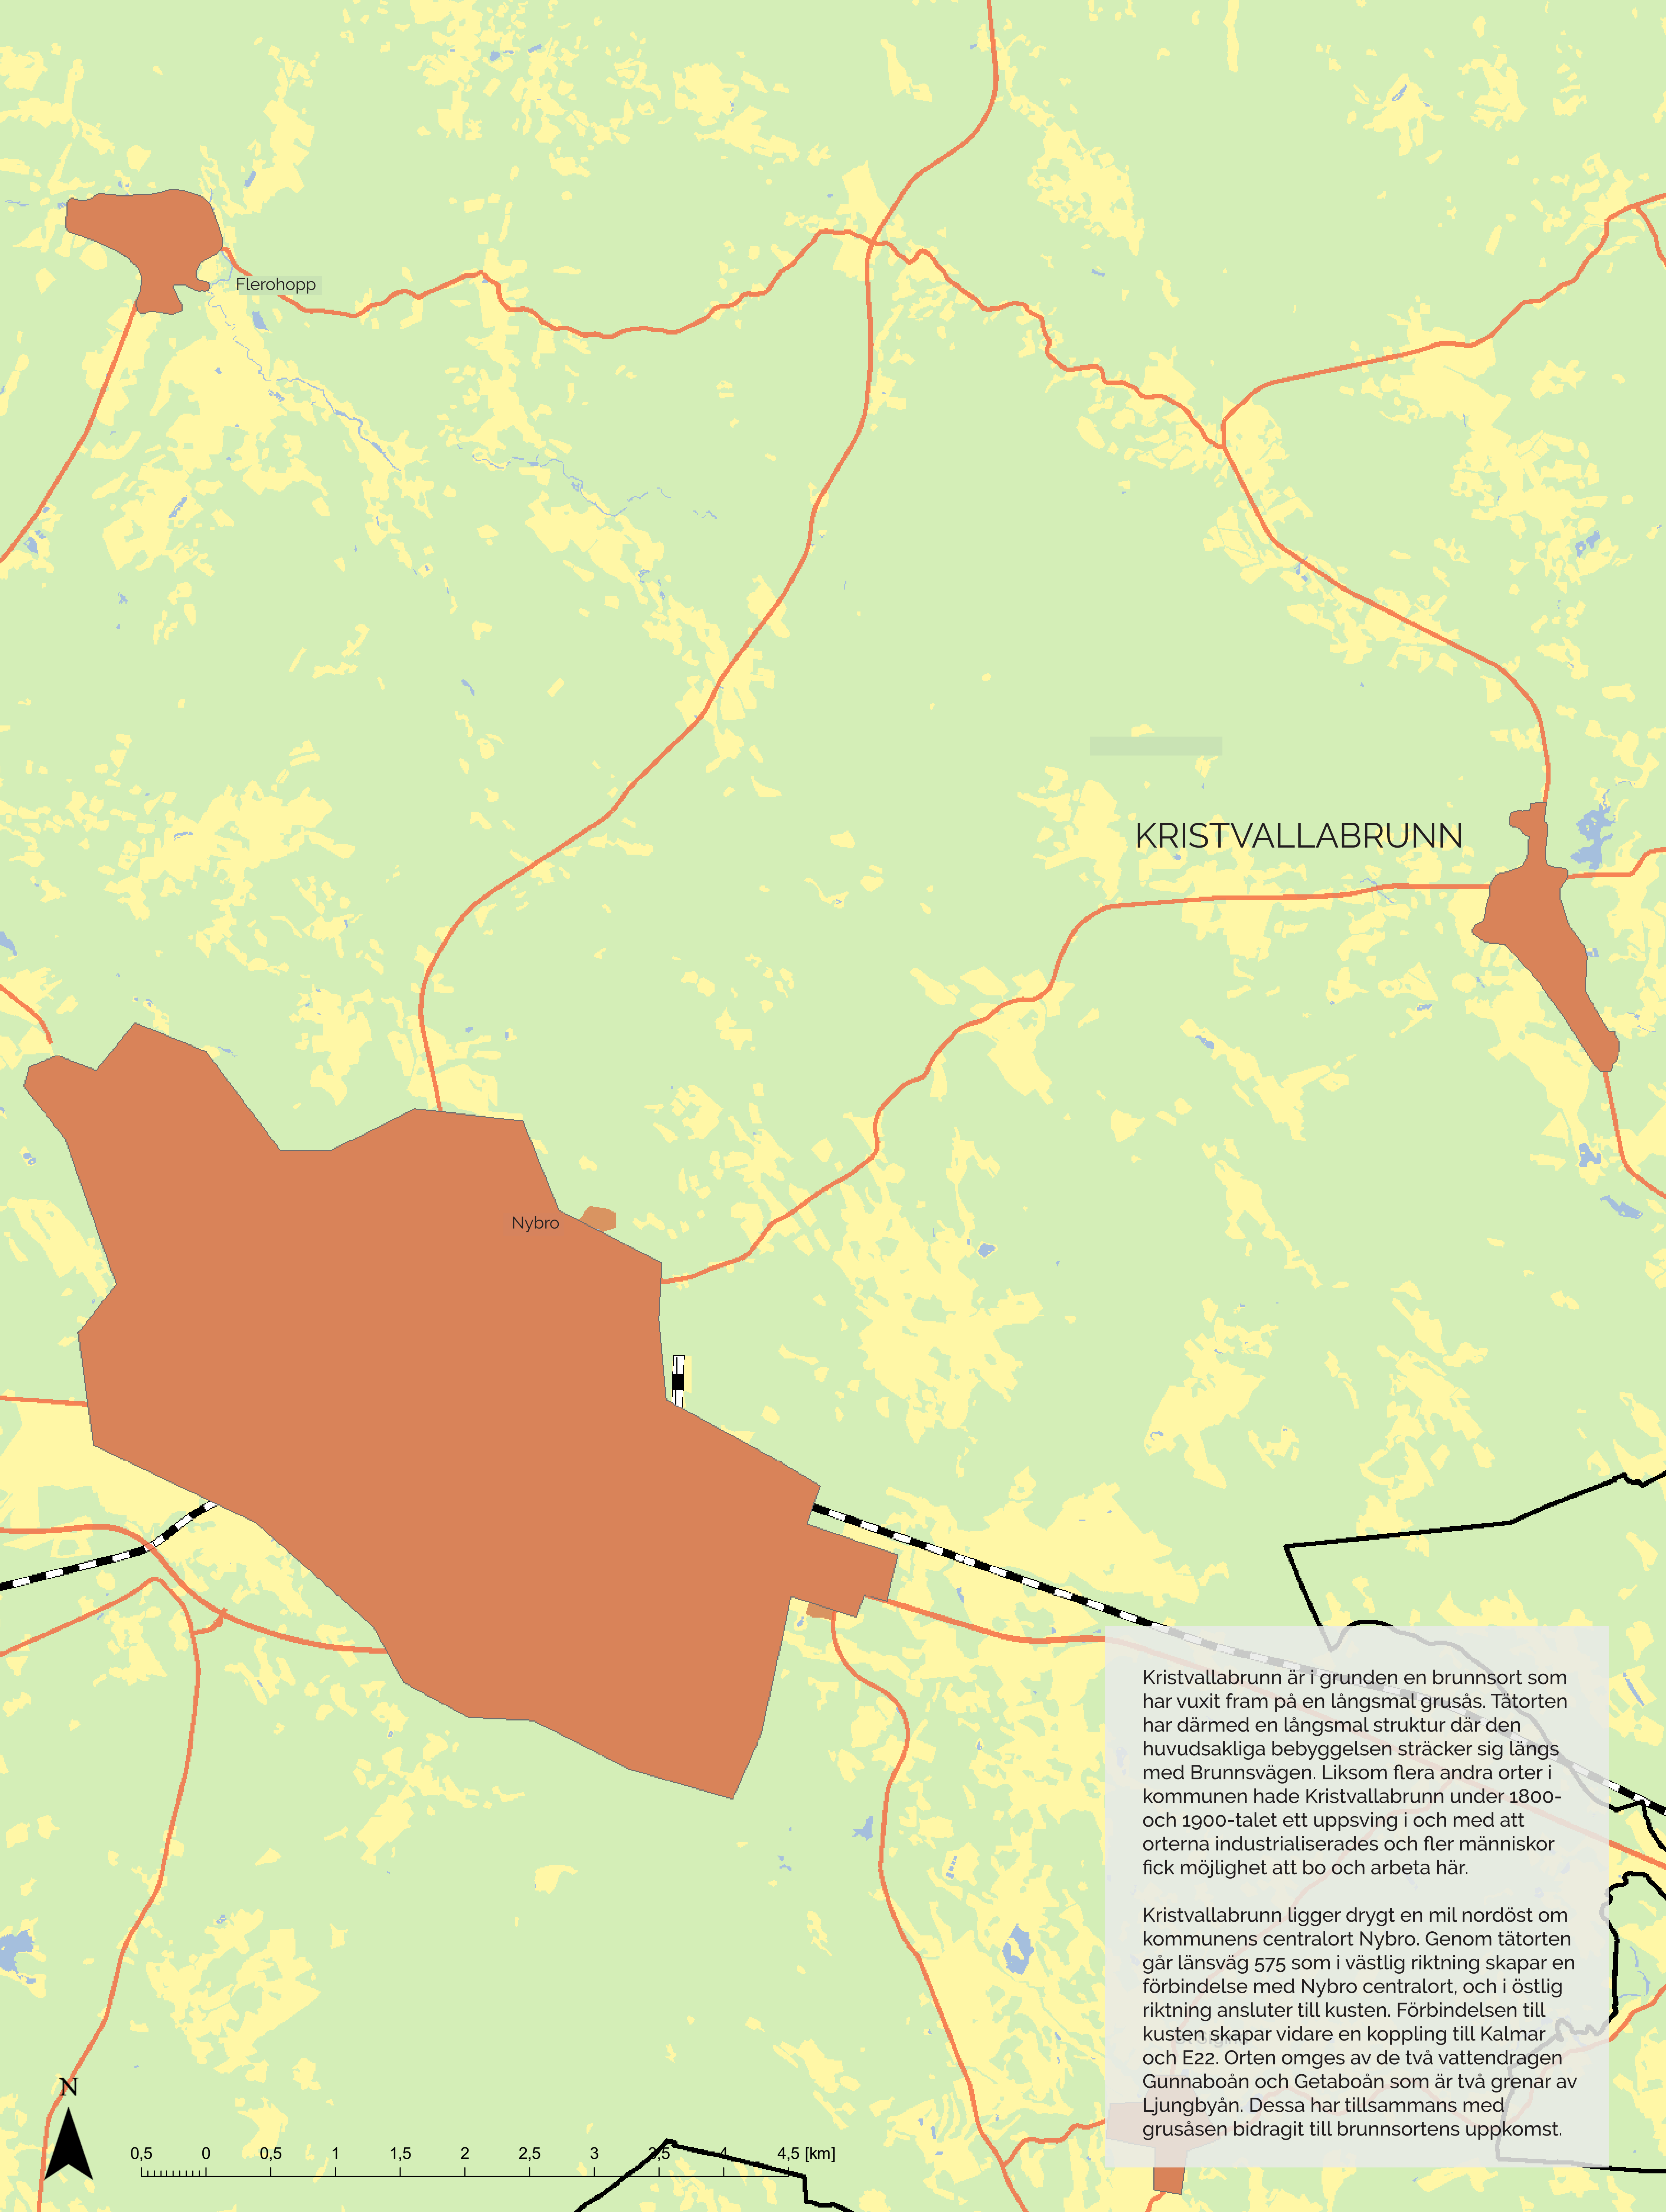 Flerohopp
KRISTVALLABRUNN
Nybro
Kristvallabrunn är i grunden en brunnsort som
har vuxit fram på en långsmal grusås. Tätorten
har därmed en långsmal struktur där den
huvudsakliga bebyggelsen sträcker sig längs
med Brunnsvägen. Liksom flera andra orter i
kommunen hade Kristvallabrunn under 1800-
och 1900-talet ett uppsving i och med att
orterna industrialiserades och fler människor
fick möjlighet att bo och arbeta här.
Kristvallabrunn ligger drygt en mil nordöst om
kommunens centralort Nybro. Genom tätorten
går länsväg 575 som i västlig riktning skapar en
förbindelse med Nybro centralort, och i östlig
riktning ansluter till kusten. Förbindelsen till
kusten skapar vidare en koppling till Kalmar
och E22. Orten omges av de två vattendragen
Gunnaboån och Getaboån som är två grenar av
Ljungbyån. Dessa har tillsammans med
grusåsen bidragit till brunnsortens uppkomst.
N
0,5 0 0,5 1 1,5 2 2,5 3 3,5 4 4,5 [km]